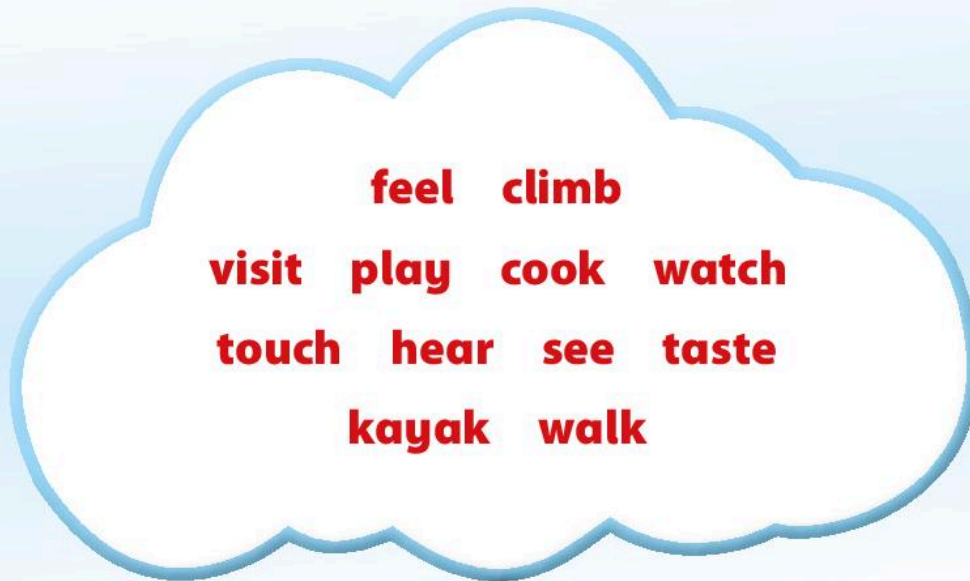 feel climb
visit play cook watch
touch hear see taste
kayak walk